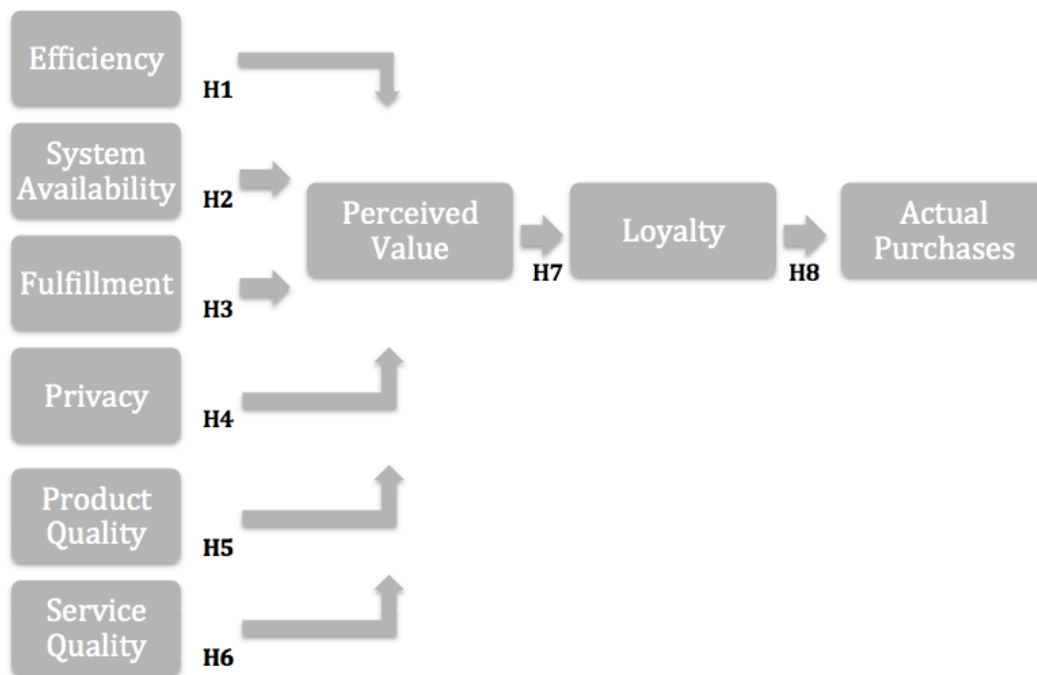 Efficiency
H1
System
Availability
H2
Fulfillment
H3
Privacy
H4
Product
Quality
H5
Service
Quality
H6
Perceived
Value
H7
Loyalty
H8
Actual
Purchases